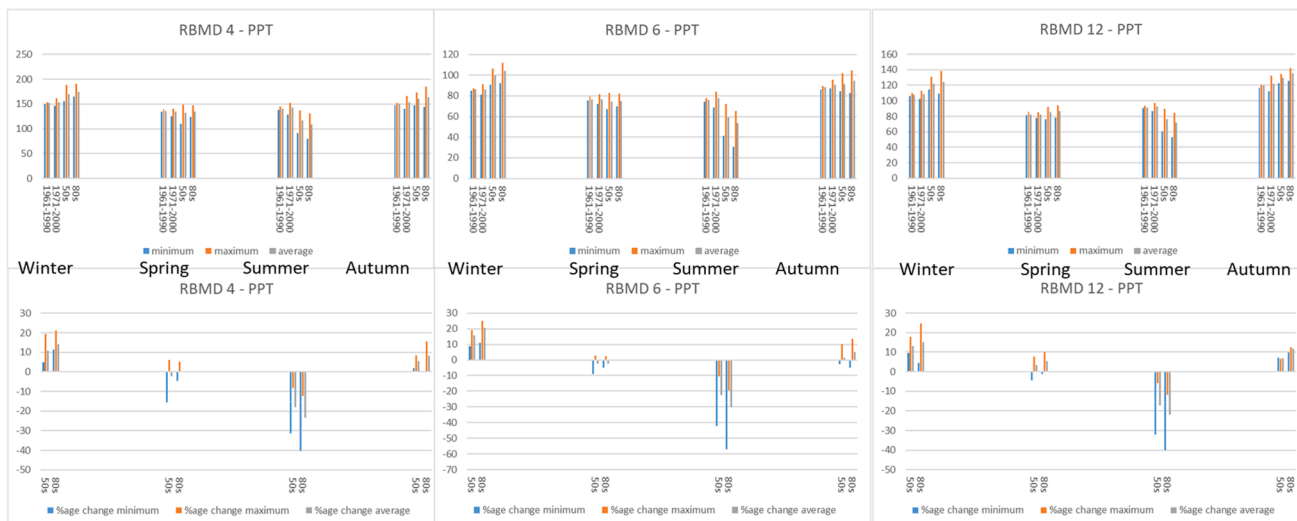 RBMD 4 - PPT
250
200
150
100
50
0
1961-1990
1971-2000
50s
80s
1961-1990
1971-2000
50s
80s
1961-1990
1971-2000
50s
80s
1961-1990
1971-2000
50s
80s
minimum maximum average
RBMD 6 - PPT
120
100
80
60
40
20
0
1961-1990
1971-2000
50s
80s
1961-1990
1971-2000
50s
80s
1961-1990
1971-2000
50s
80s
1961-1990
1971-2000
50s
80s
minimum maximum average
RBMD 12 - PPT
160
140
120
100
80
60
40
20
0
1961-1990
1971-2000
50s
80s
1961-1990
1971-2000
50s
80s
1961-1990
1971-2000
50s
80s
1961-1990
1971-2000
50s
80s
minimum maximum average
Winter Spring Summer Autumn
Winter Spring Summer Autumn
Winter Spring Summer Autumn
RBMD 4 - PPT
30
20
10
0
-10
-20
-30
-40
-50
50s
80s
50s
80s
50s
80s
50s
80s
%age change minimum %age change maximum %age change average
RBMD 6 - PPT
30
20
10
0
-10
-20
-30
-40
-50
-60
-70
50s
80s
50s
80s
50s
80s
50s
80s
%age change minimum %age change maximum %age change average
RBMD 12 - PPT
30
20
10
0
-10
-20
-30
-40
-50
50s
80s
50s
80s
50s
80s
50s
80s
%age change minimum %age change maximum %age change average